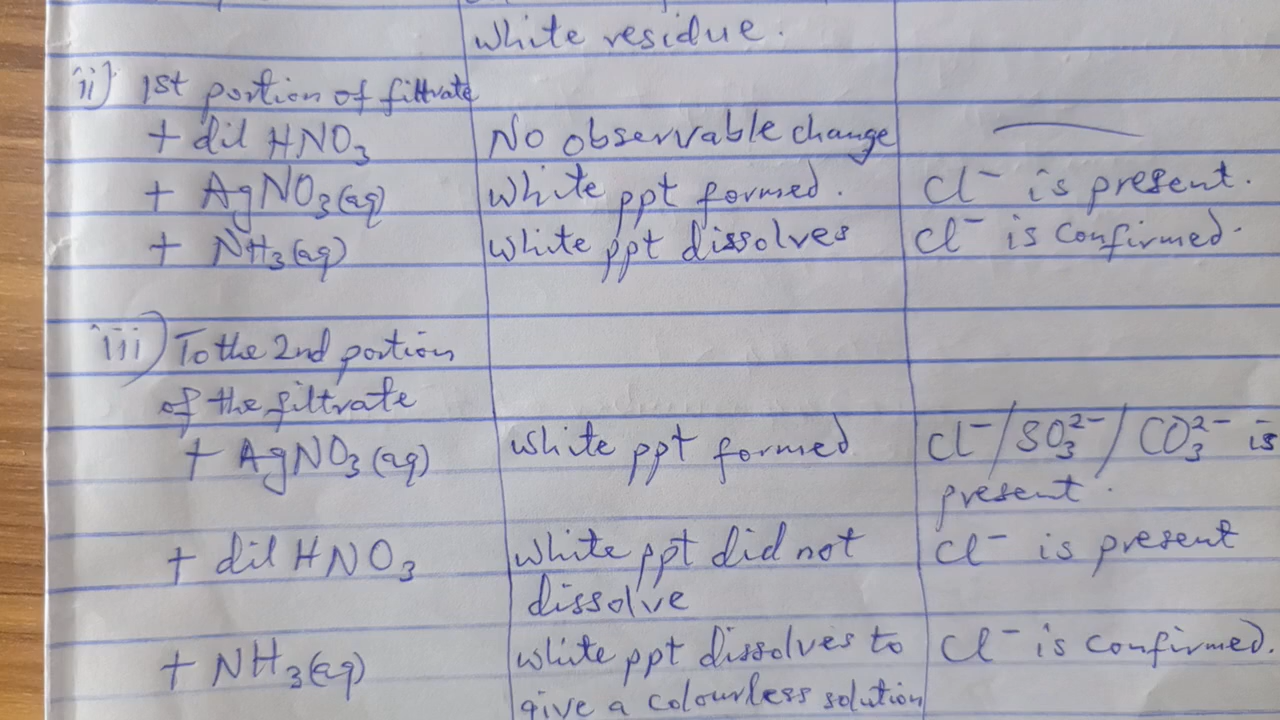 white residue.
ii) 1st portion of filtrate
+ dil HNO₃ No observable change —
+ AgNO₃(aq) White ppt formed. Cl⁻ is present.
+ NH₃(aq) White ppt dissolves Cl⁻ is confirmed.
iii) To the 2nd portion
of the filtrate
+ AgNO₃(aq) White ppt formed Cl⁻/SO₃²⁻/CO₃²⁻ is
present.
+ dil HNO₃ White ppt did not Cl⁻ is present
dissolve
+ NH₃(aq) White ppt dissolves to Cl⁻ is confirmed.
give a colourless solution